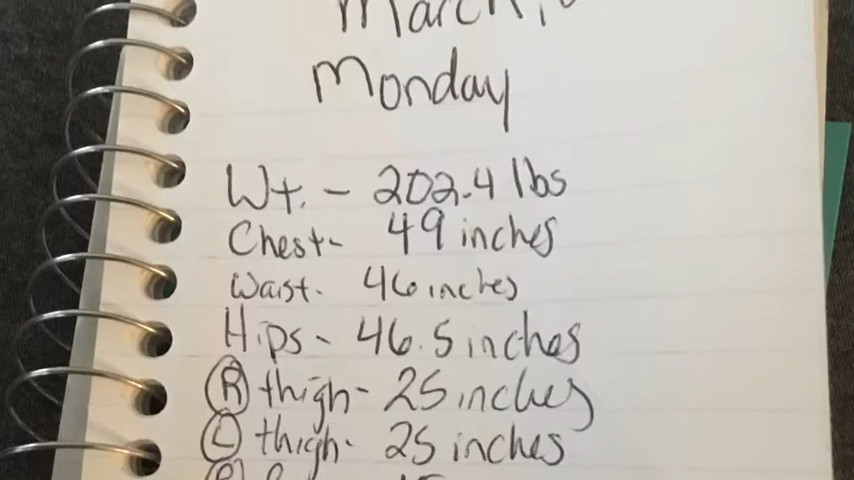 March
Monday
Wt. - 202.4 lbs
Chest- 49 inches
Waist- 46 inches
Hips - 46.5 inches
R thigh- 25 inches
L thigh- 25 inches